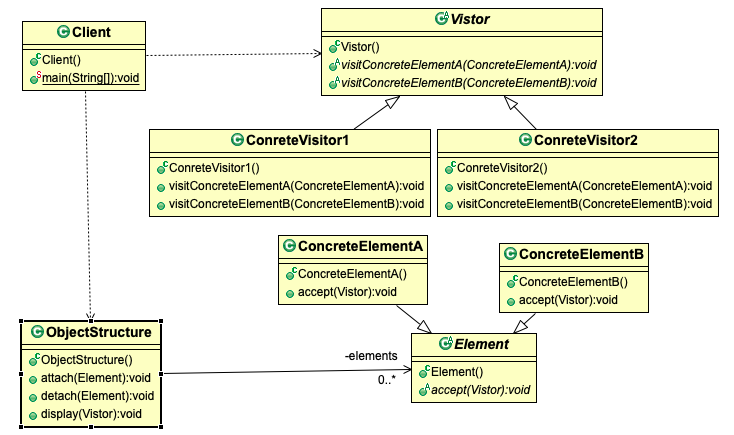 Client
Client()
main(String[]):void
Vistor
Vistor()
visitConcreteElementA(ConcreteElementA):void
visitConcreteElementB(ConcreteElementB):void
ConreteVisitor1
ConreteVisitor1()
visitConcreteElementA(ConcreteElementA):void
visitConcreteElementB(ConcreteElementB):void
ConreteVisitor2
ConreteVisitor2()
visitConcreteElementA(ConcreteElementA):void
visitConcreteElementB(ConcreteElementB):void
ConcreteElementA
ConcreteElementA()
accept(Vistor):void
ConcreteElementB
ConcreteElementB()
accept(Vistor):void
ObjectStructure
ObjectStructure()
attach(Element):void
detach(Element):void
display(Vistor):void
-elements
0..*
Element
Element()
accept(Vistor):void